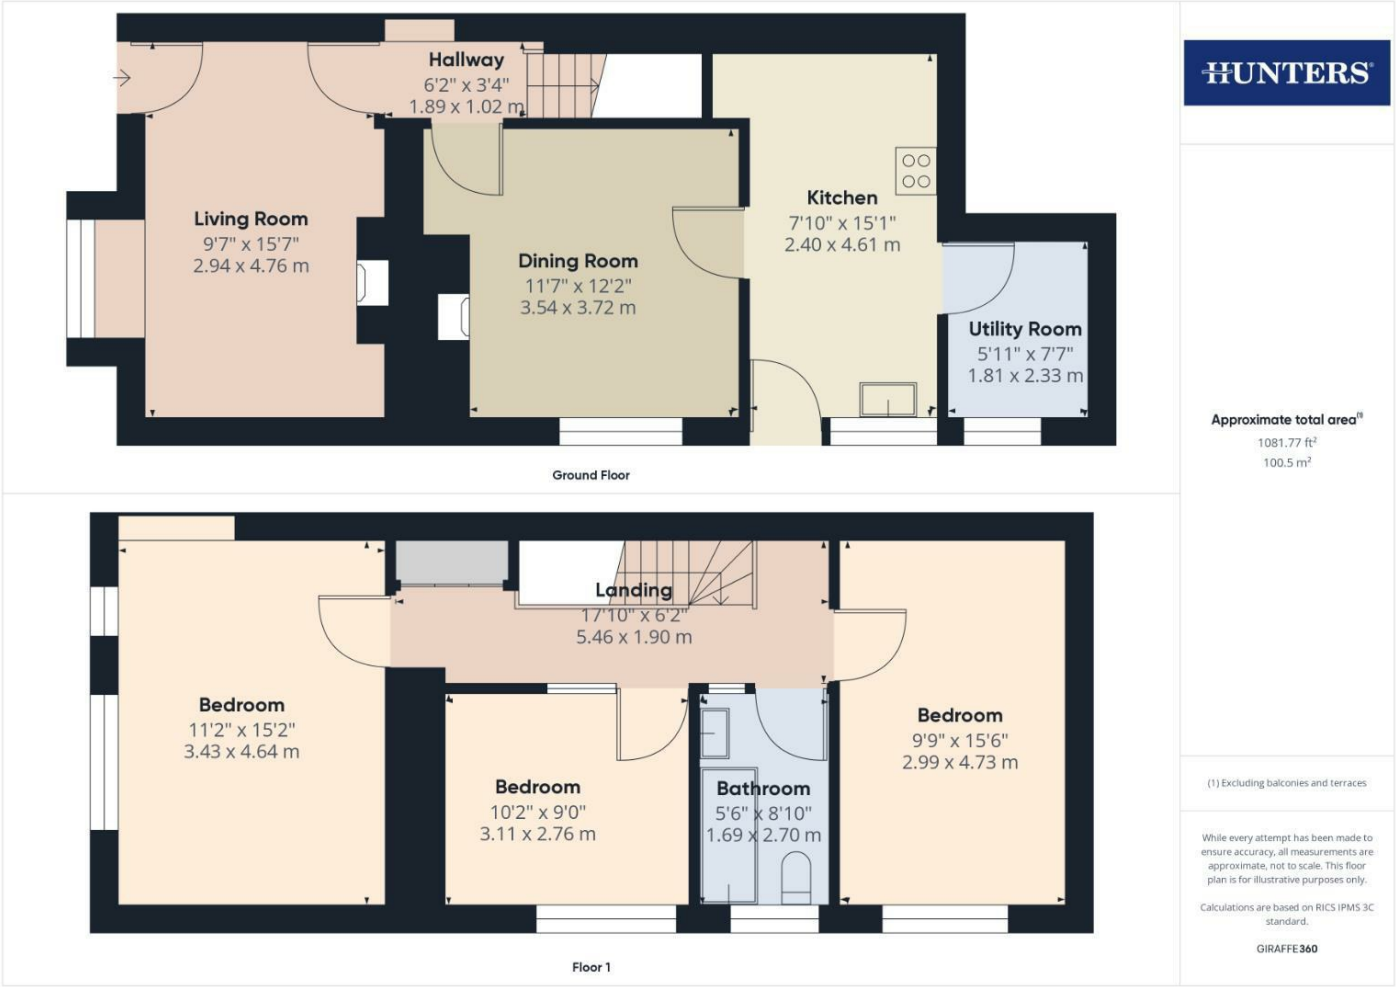 Hallway
6'2" x 3'4"
1.89 x 1.02 m
Living Room
9'7" x 15'7"
2.94 x 4.76 m
Dining Room
11'7" x 12'2"
3.54 x 3.72 m
Kitchen
7'10" x 15'1"
2.40 x 4.61 m
Utility Room
5'11" x 7'7"
1.81 x 2.33 m
Ground Floor
Landing
17'10" x 6'2"
5.46 x 1.90 m
Bedroom
11'2" x 15'2"
3.43 x 4.64 m
Bedroom
10'2" x 9'0"
3.11 x 2.76 m
Bathroom
5'6" x 8'10"
1.69 x 2.70 m
Bedroom
9'9" x 15'6"
2.99 x 4.73 m
Floor 1
HUNTERS®
Approximate total area⁽¹⁾
1081.77 ft²
100.5 m²
(1) Excluding balconies and terraces
While every attempt has been made to
ensure accuracy, all measurements are
approximate, not to scale. This floor
plan is for illustrative purposes only.
Calculations are based on RICS IPMS 3C
standard.
GIRAFFE360